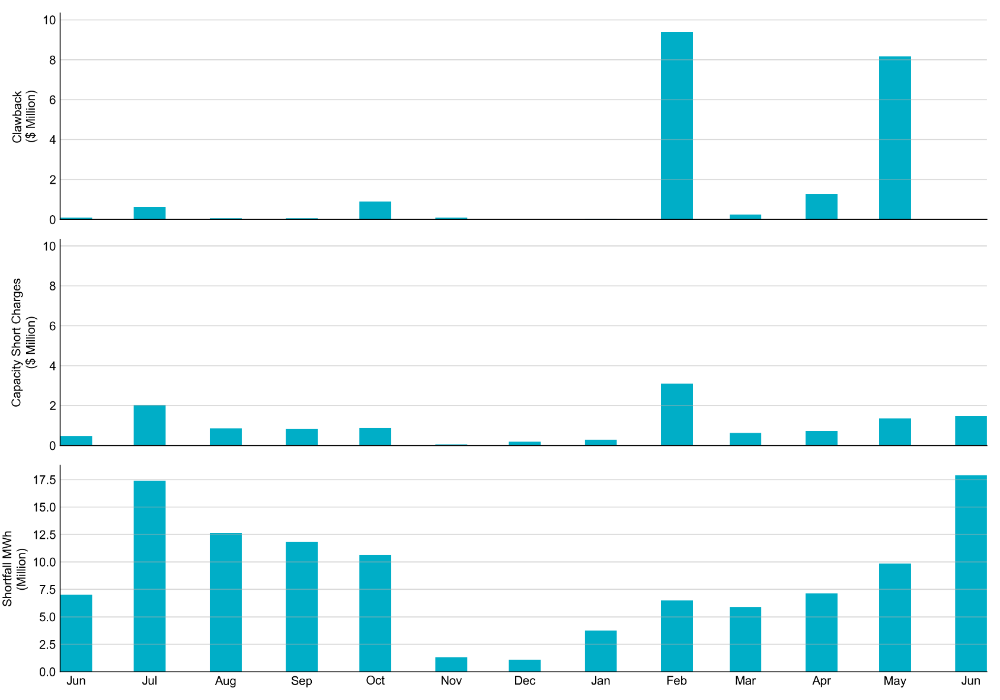 Clawback
($ Million)
10
8
6
4
2
0
Capacity Short Charges
($ Million)
10
8
6
4
2
0
Shortfall MWh
(Million)
17.5
15.0
12.5
10.0
7.5
5.0
2.5
0.0
Jun Jul Aug Sep Oct Nov Dec Jan Feb Mar Apr May Jun